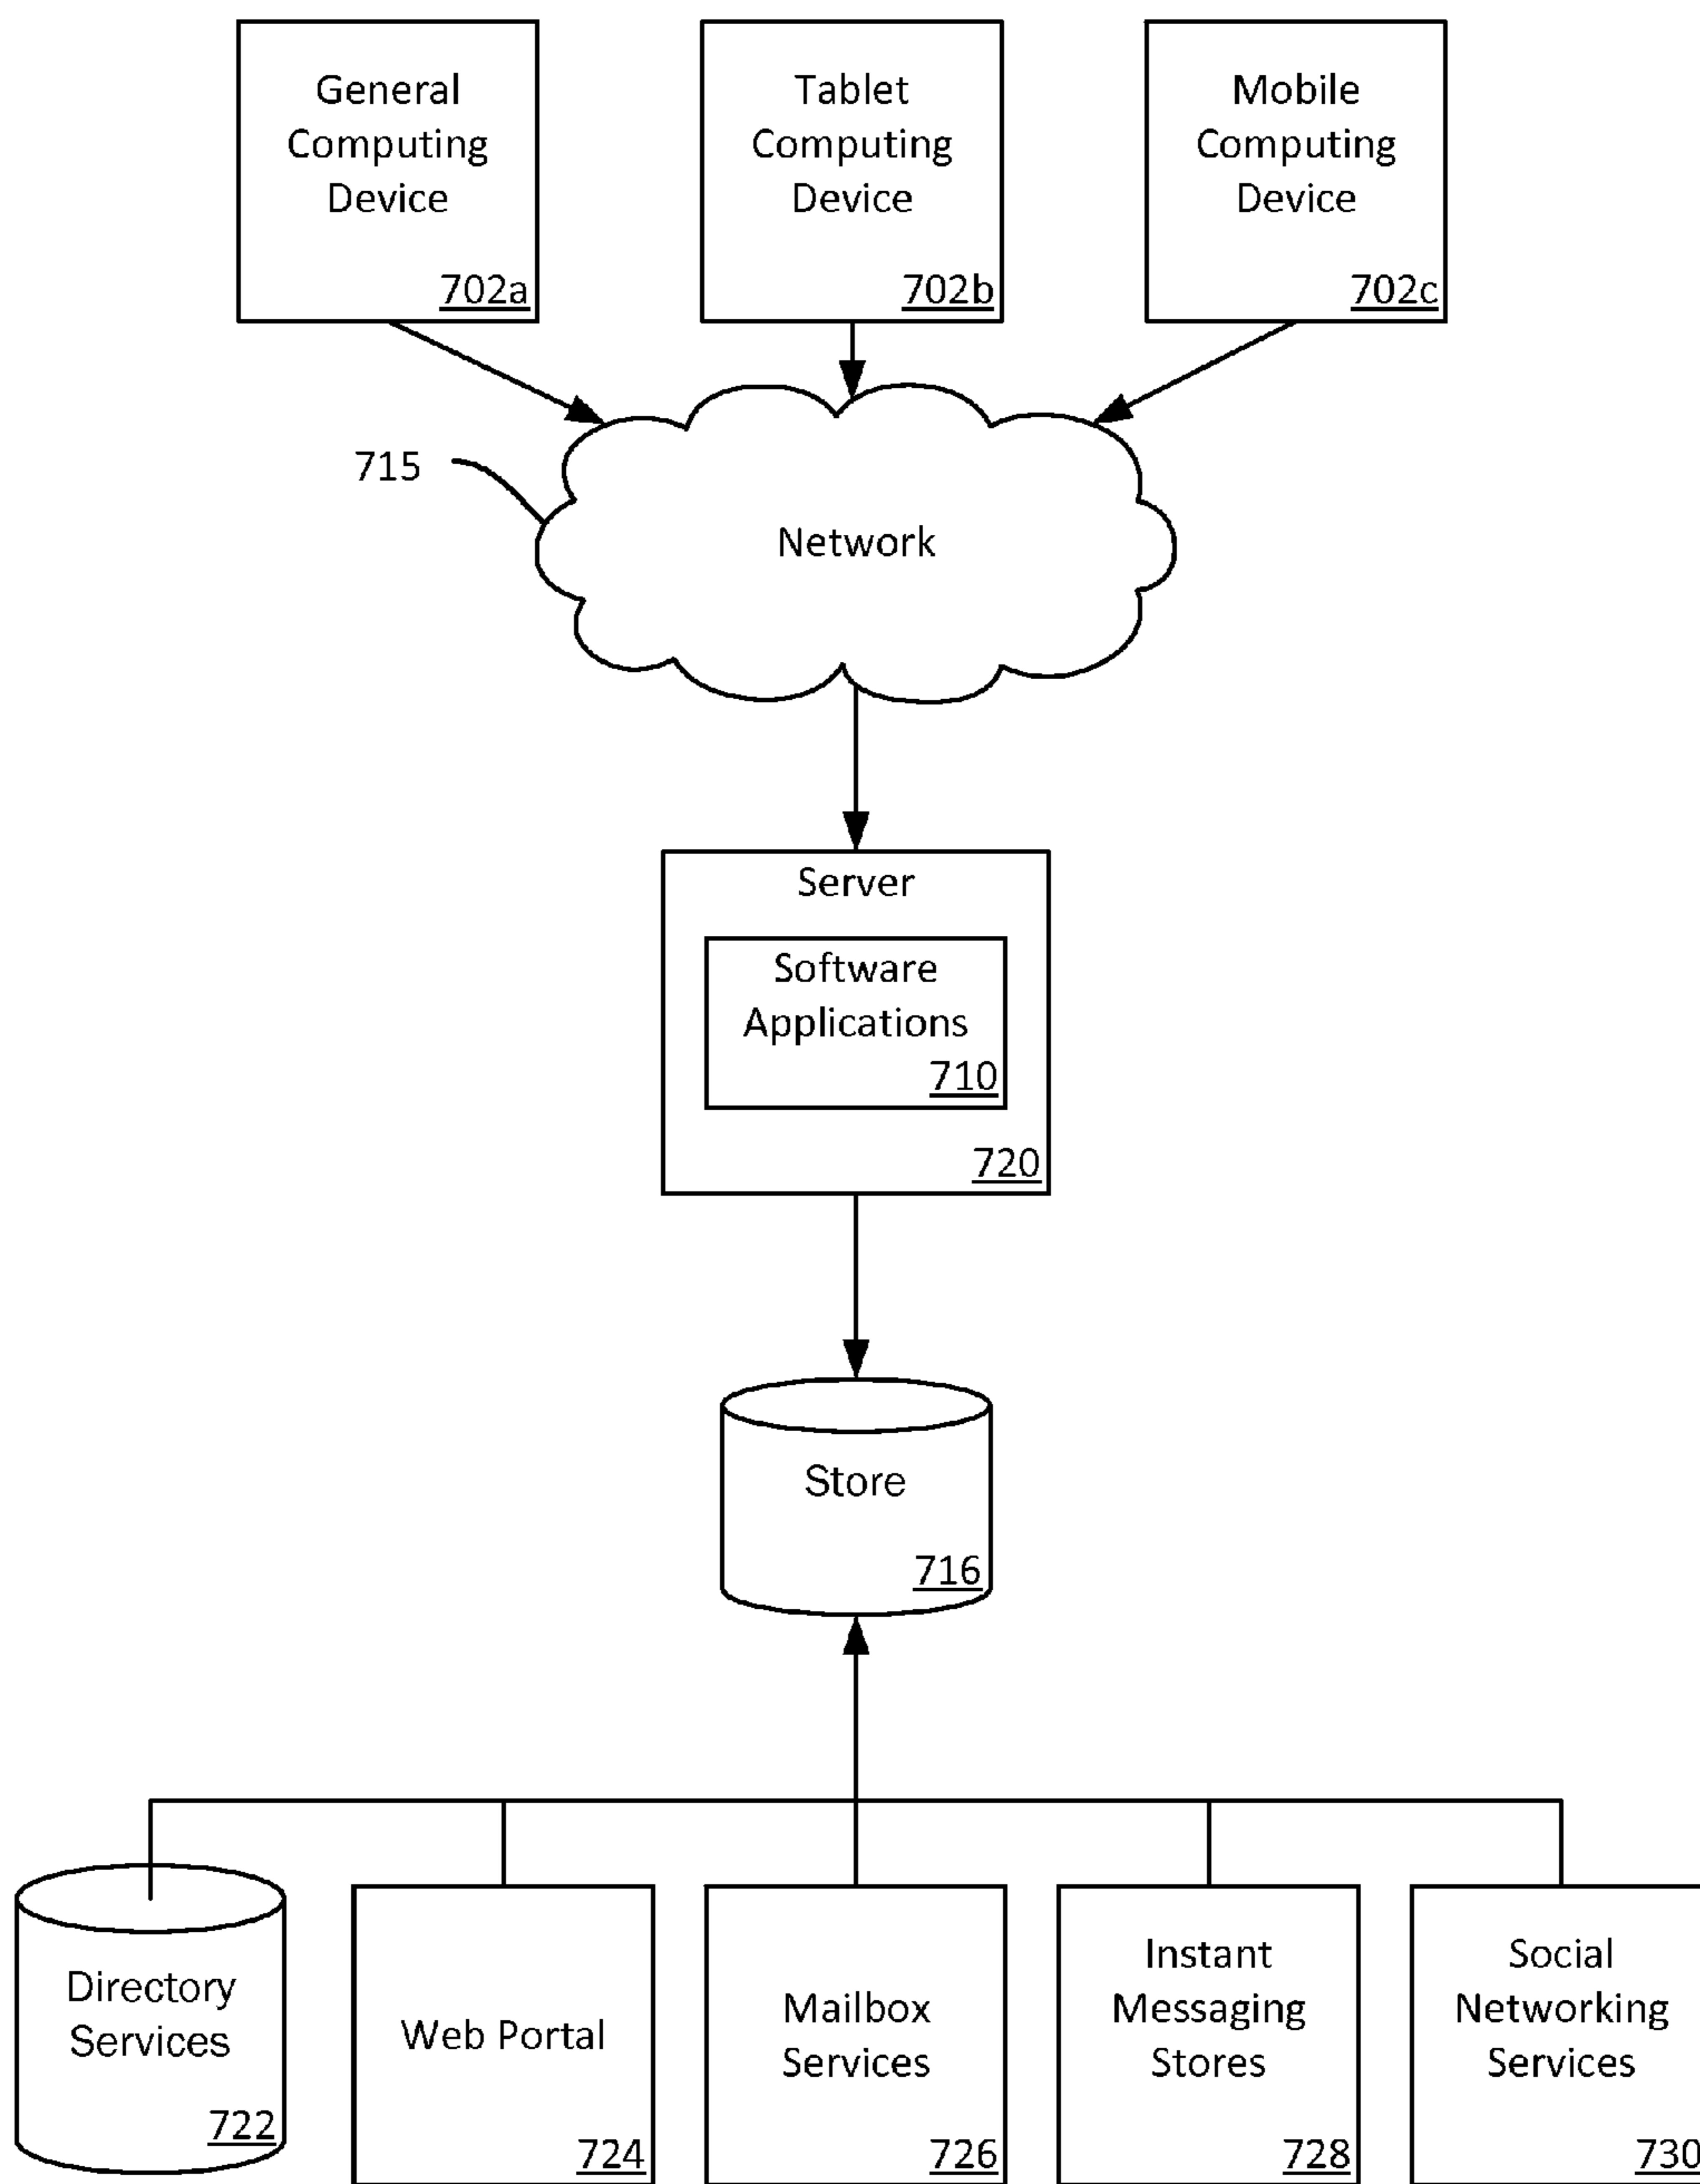 General
Computing
Device
702a
Tablet
Computing
Device
702b
Mobile
Computing
Device
702c
715
Network
Server
Software
Applications
710
720
Store
716
Directory
Services
722
Web Portal
724
Mailbox
Services
726
Instant
Messaging
Stores
728
Social
Networking
Services
730